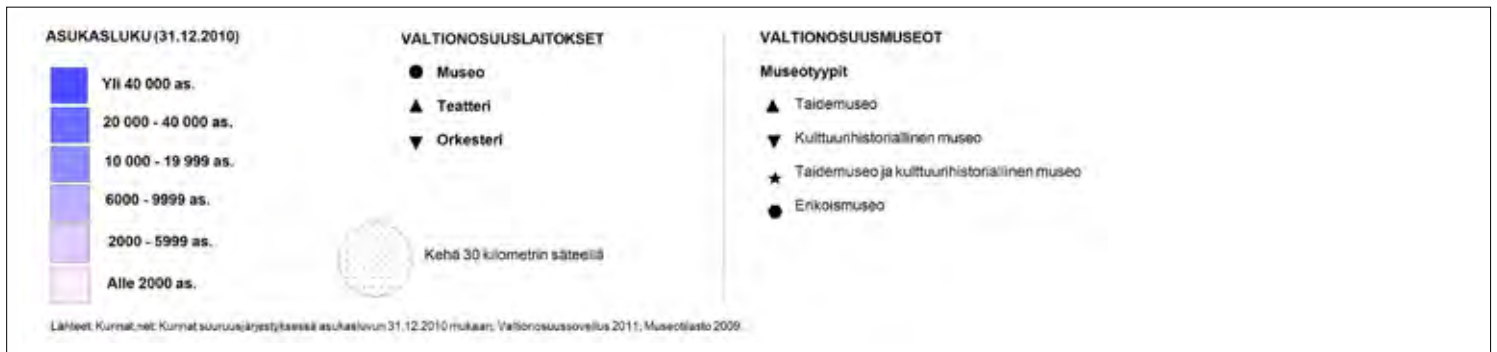 ASUKASLUKU (31.12.2010)
Yli 40 000 as.
20 000 - 40 000 as.
10 000 - 19 999 as.
6000 - 9999 as.
2000 - 5999 as.
Alle 2000 as.
VALTIONOSUUSLAITOKSET
Museo
Teatteri
Orkesteri
Kehä 30 kilometrin säteellä
VALTIONOSUUSMUSEOT
Museotyypit
Taidemuseo
Kulttuurihistoriallinen museo
Taidemuseo ja kulttuurihistoriallinen museo
Erikoismuseo
Lähteet: Kunnat.net: Kunnat suuruusjärjestyksessä asukasluvun 31.12.2010 mukaan; Valtionosuussovellus 2011; Museotilasto 2009.